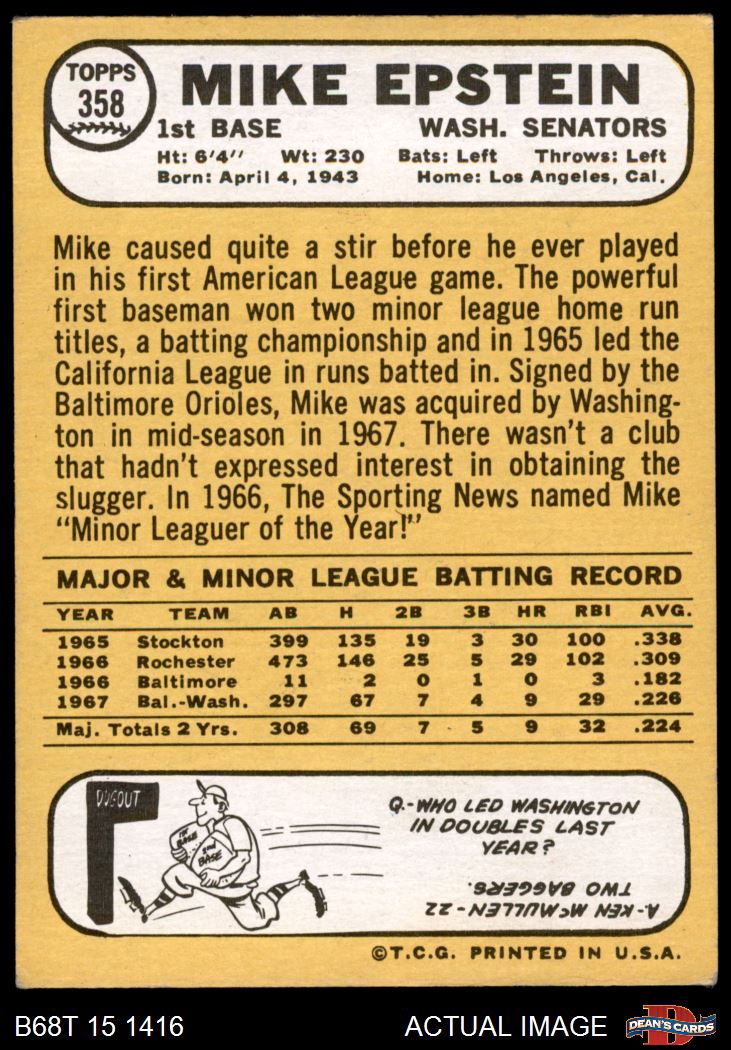 TOPPS
358
MIKE EPSTEIN
1st BASE WASH. SENATORS
Ht: 6'4" Wt: 230 Bats: Left Throws: Left
Born: April 4, 1943 Home: Los Angeles, Cal.
Mike caused quite a stir before he ever played
in his first American League game. The powerful
first baseman won two minor league home run
titles, a batting championship and in 1965 led the
California League in runs batted in. Signed by the
Baltimore Orioles, Mike was acquired by Washing-
ton in mid-season in 1967. There wasn't a club
that hadn't expressed interest in obtaining the
slugger. In 1966, The Sporting News named Mike
"Minor Leaguer of the Year!"
MAJOR & MINOR LEAGUE BATTING RECORD
YEAR TEAM AB H 2B 3B HR RBI AVG.
1965 Stockton 399 135 19 3 30 100 .338
1966 Rochester 473 146 25 5 29 102 .309
1966 Baltimore 11 2 0 1 0 3 .182
1967 Bal.-Wash. 297 67 7 4 9 29 .226
Maj. Totals 2 Yrs. 308 69 7 5 9 32 .224
DUGOUT
1ST BASE
2ND BASE
Q.-WHO LED WASHINGTON
IN DOUBLES LAST
YEAR?
A.-KEN McMULLEN-22
TWO BAGGERS.
©T.C.G. PRINTED IN U.S.A.
B68T 15 1416 ACTUAL IMAGE
D
DEAN'S CARDS